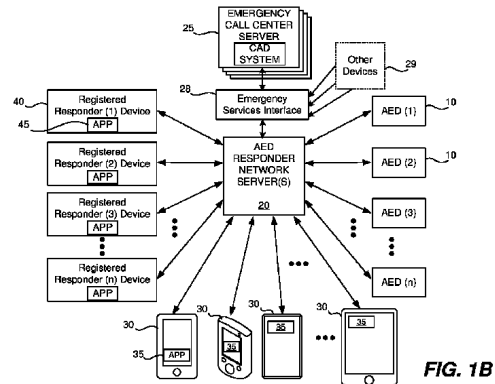 EMERGENCY
CALL CENTER
SERVER
CAD
SYSTEM
25
Other
Devices
29
28
Emergency
Services Interface
40
Registered
Responder (1) Device
45
APP
AED (1)
10
AED
RESPONDER
NETWORK
SERVER(S)
20
Registered
Responder (2) Device
APP
AED (2)
10
Registered
Responder (3) Device
APP
AED (3)
Registered
Responder (n) Device
APP
AED (n)
30
35
APP
30
35
30
35
30
35
FIG. 1B